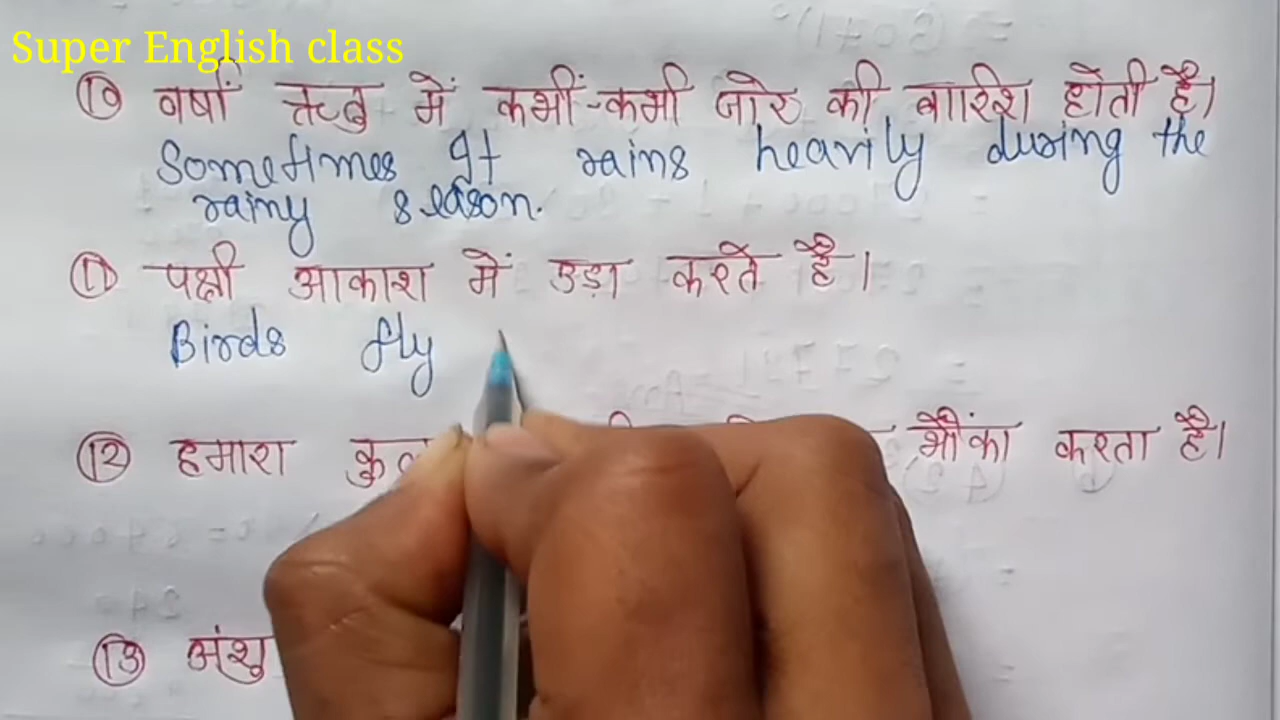 Super English class
⑩ वर्षा ऋतु में कभी-कभी जोर की बारिश होती है।
Sometimes It rains heavily during the
rainy season.
⑪ पक्षी आकाश में उड़ा करते हैं।
Birds fly
⑫ हमारा भौंका करता है।
⑬ अंशु